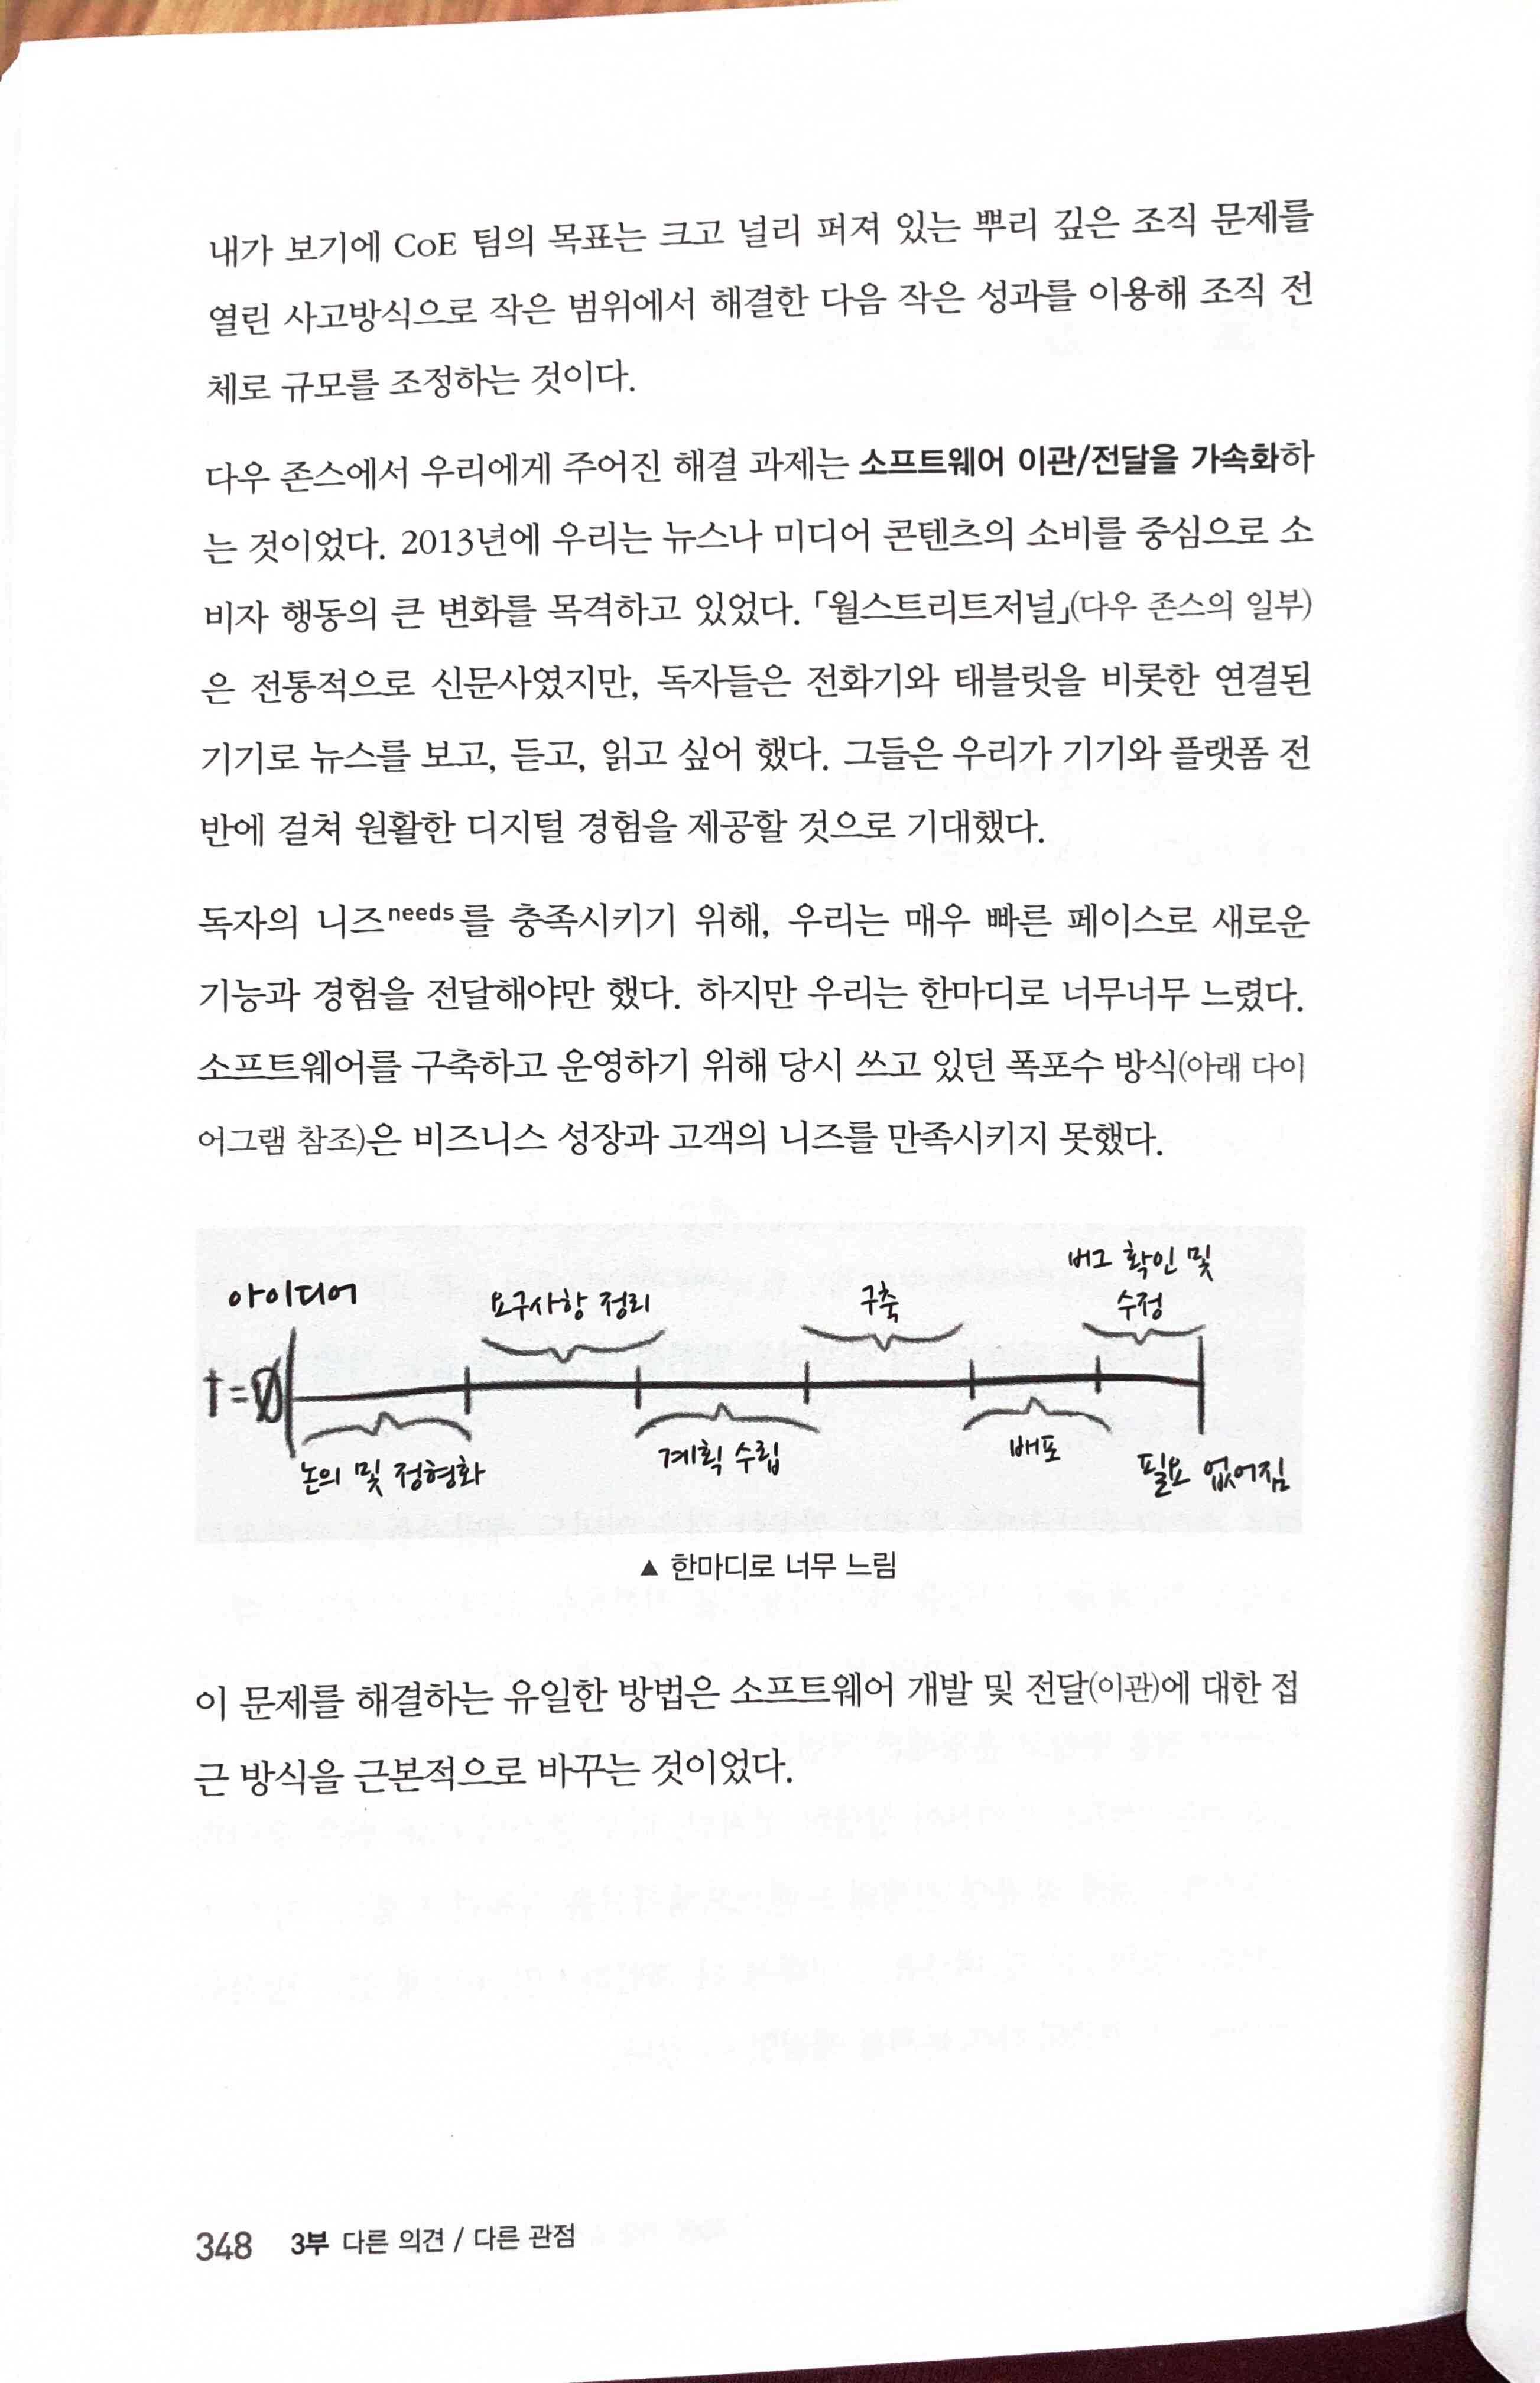 내가 보기에 CoE 팀의 목표는 크고 널리 퍼져 있는 뿌리 깊은 조직 문제를
열린 사고방식으로 작은 범위에서 해결한 다음 작은 성과를 이용해 조직 전
체로 규모를 조정하는 것이다.
다우 존스에서 우리에게 주어진 해결 과제는 소프트웨어 이관/전달을 가속화하
는 것이었다. 2013년에 우리는 뉴스나 미디어 콘텐츠의 소비를 중심으로 소
비자 행동의 큰 변화를 목격하고 있었다. 「월스트리트저널」(다우 존스의 일부)
은 전통적으로 신문사였지만, 독자들은 전화기와 태블릿을 비롯한 연결된
기기로 뉴스를 보고, 듣고, 읽고 싶어 했다. 그들은 우리가 기기와 플랫폼 전
반에 걸쳐 원활한 디지털 경험을 제공할 것으로 기대했다.
독자의 니즈needs를 충족시키기 위해, 우리는 매우 빠른 페이스로 새로운
기능과 경험을 전달해야만 했다. 하지만 우리는 한마디로 너무너무 느렸다.
소프트웨어를 구축하고 운영하기 위해 당시 쓰고 있던 폭포수 방식(아래 다이
어그램 참조)은 비즈니스 성장과 고객의 니즈를 만족시키지 못했다.
아이디어
요구사항 정리
구축
버그 확인 및
수정
t=0
논의 및 정형화
계획 수립
배포
필요 없어짐
▲ 한마디로 너무 느림
이 문제를 해결하는 유일한 방법은 소프트웨어 개발 및 전달(이관)에 대한 접
근 방식을 근본적으로 바꾸는 것이었다.
348 3부 다른 의견 / 다른 관점